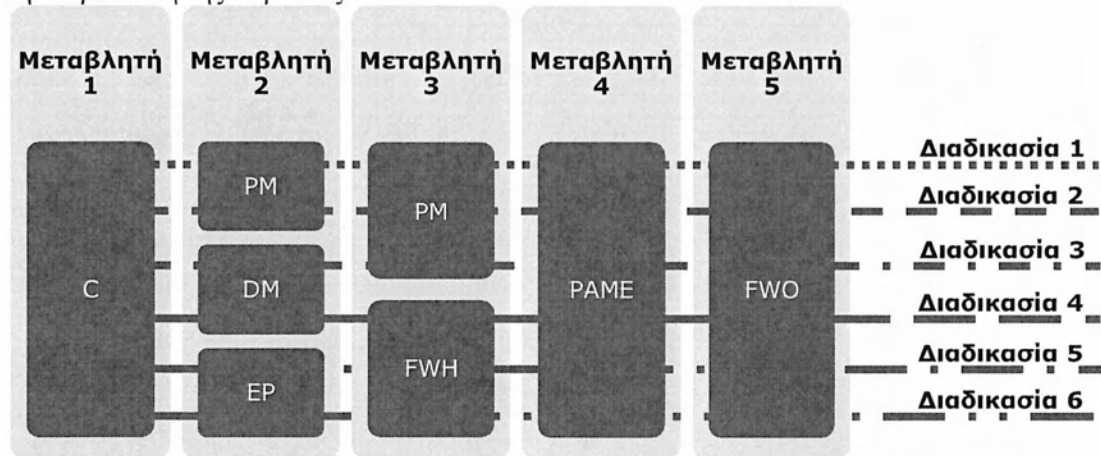 Μεταβλητή
1
Μεταβλητή
2
Μεταβλητή
3
Μεταβλητή
4
Μεταβλητή
5
C
PM
DM
EP
PM
FWH
PAME
FWO
Διαδικασία 1
Διαδικασία 2
Διαδικασία 3
Διαδικασία 4
Διαδικασία 5
Διαδικασία 6